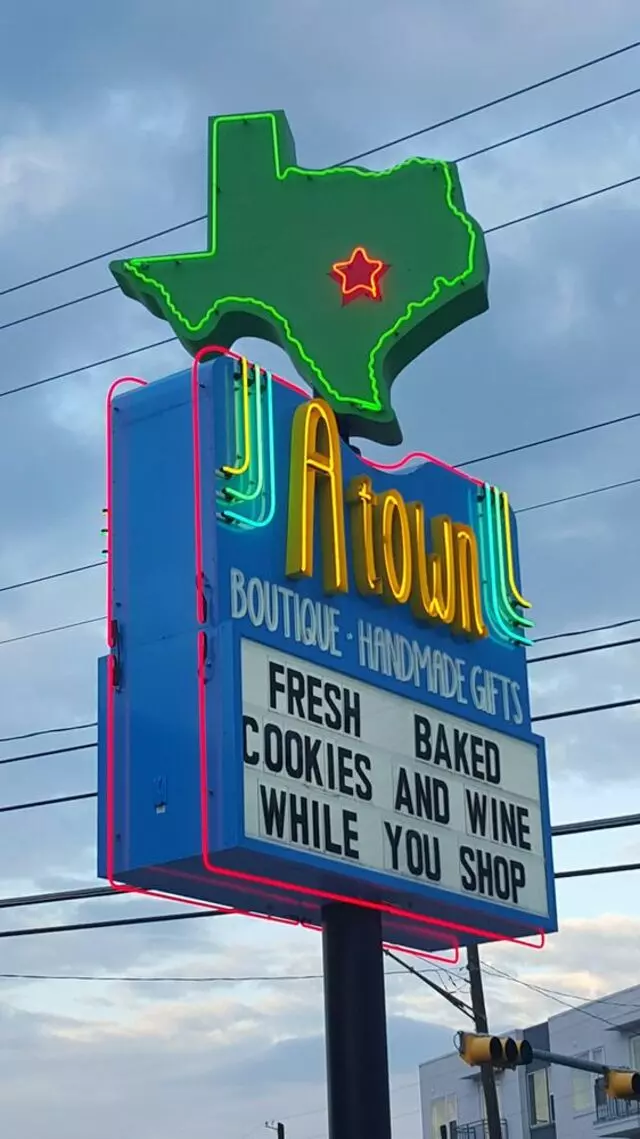 Atown
BOUTIQUE · HANDMADE GIFTS
FRESH BAKED
COOKIES AND WINE
WHILE YOU SHOP